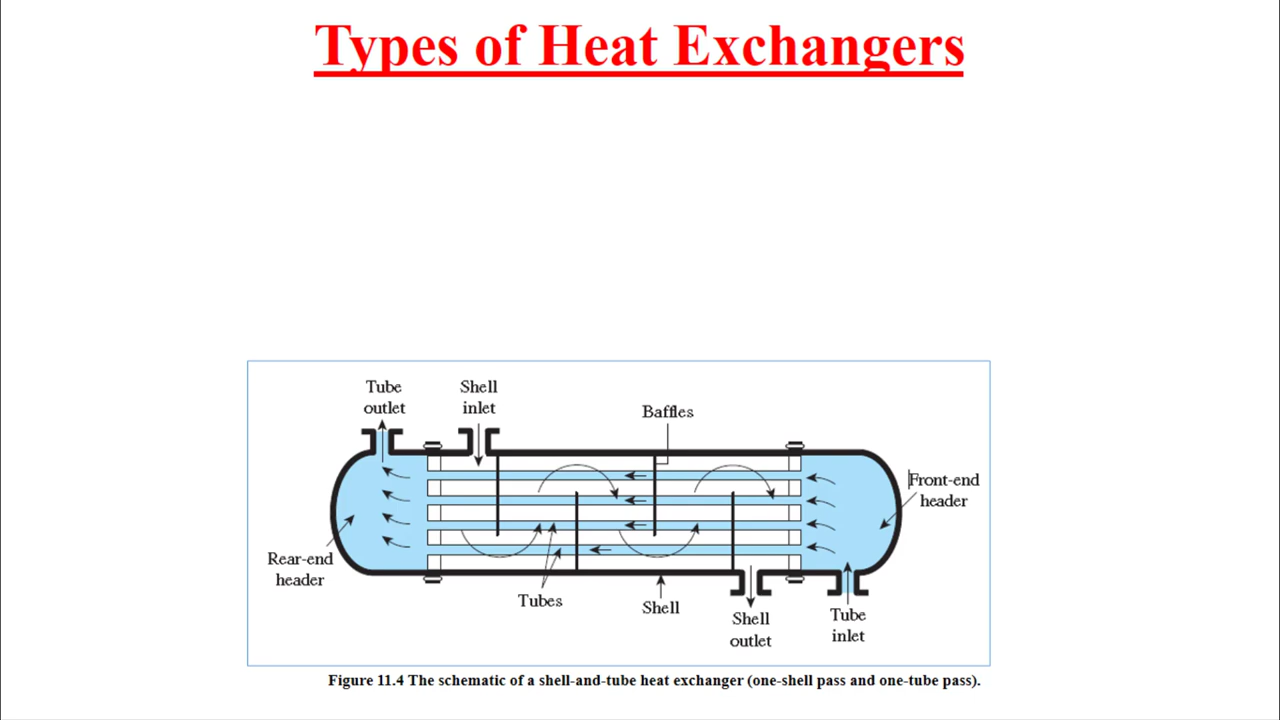 Types of Heat Exchangers
Tube
outlet
Shell
inlet
Baffles
Front-end
header
Rear-end
header
Tubes
Shell
Shell
outlet
Tube
inlet
Figure 11.4 The schematic of a shell-and-tube heat exchanger (one-shell pass and one-tube pass).